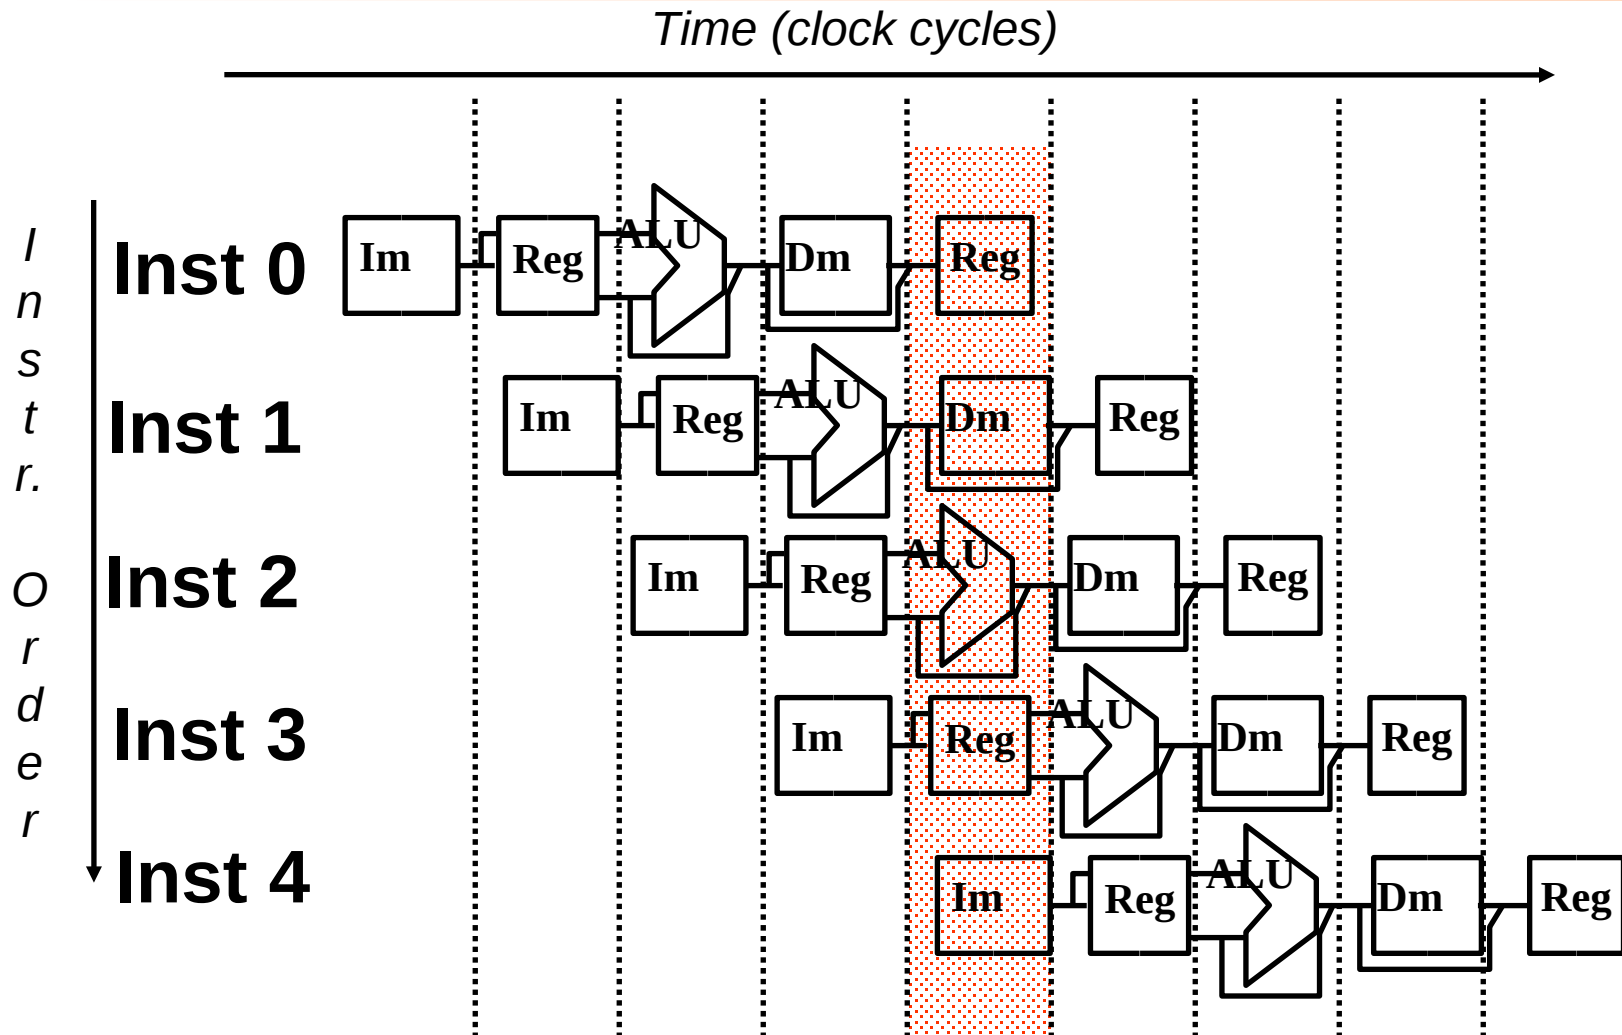 Time (clock cycles)
Instr. Order
Inst 0 Im Reg ALU Dm Reg
Inst 1 Im Reg ALU Dm Reg
Inst 2 Im Reg ALU Dm Reg
Inst 3 Im Reg ALU Dm Reg
Inst 4 Im Reg ALU Dm Reg